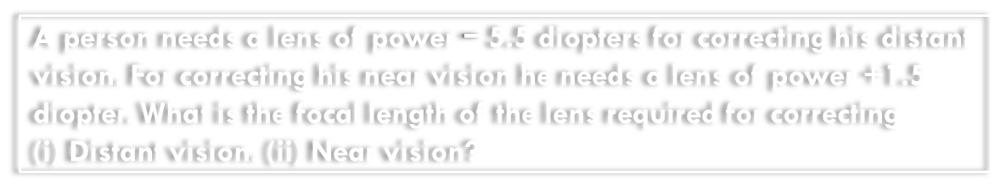 A person needs a lens of power – 5.5 diopters for correcting his distant
vision. For correcting his near vision he needs a lens of power +1.5
diopter. What is the focal length of the lens required for correcting
(i) Distant vision. (ii) Near vision?